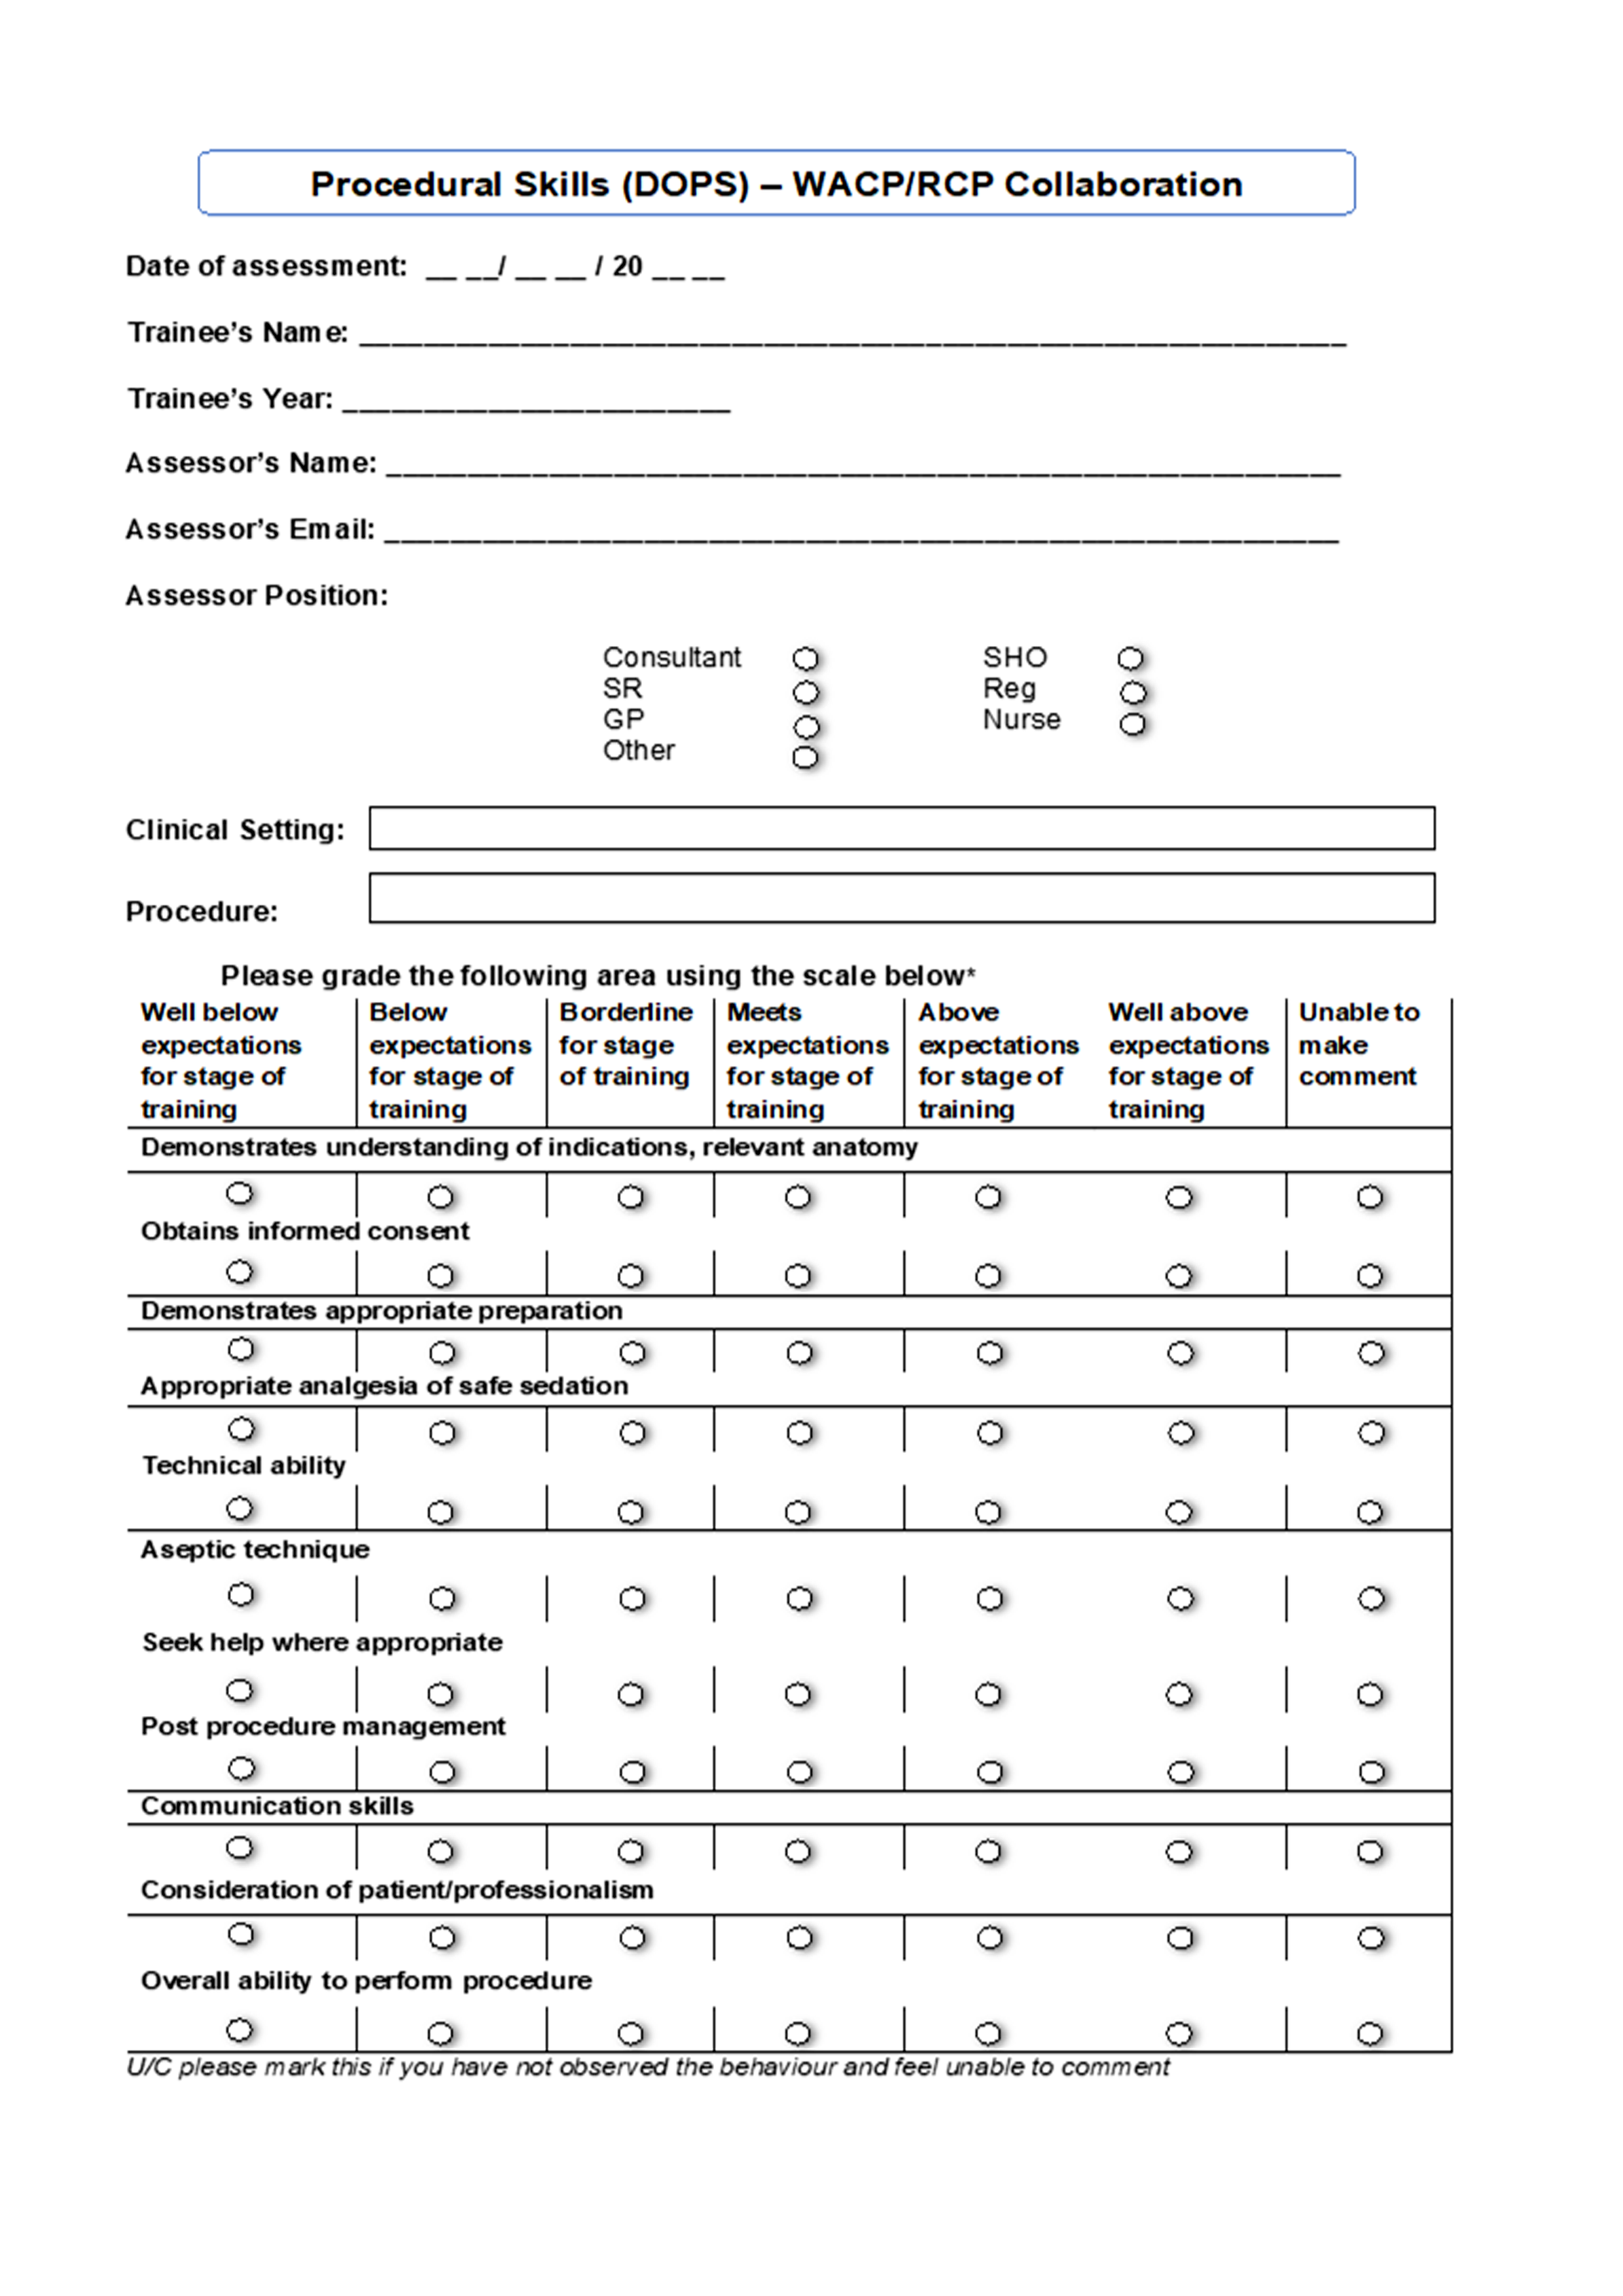 Procedural Skills (DOPS) – WACP/RCP Collaboration
Date of assessment: __ __/ __ __ / 20 __ __
Trainee's Name: _____________________________________________________________
Trainee's Year: ________________________
Assessor's Name: ___________________________________________________________
Assessor's Email: ___________________________________________________________
Assessor Position:
Consultant SHO
SR Reg
GP Nurse
Other
Clinical Setting:
Procedure:
Please grade the following area using the scale below*
Well below Below Borderline Meets Above Well above Unable to
expectations expectations for stage expectations expectations expectations make
for stage of for stage of of training for stage of for stage of for stage of comment
training training training training training
Demonstrates understanding of indications, relevant anatomy
Obtains informed consent
Demonstrates appropriate preparation
Appropriate analgesia of safe sedation
Technical ability
Aseptic technique
Seek help where appropriate
Post procedure management
Communication skills
Consideration of patient/professionalism
Overall ability to perform procedure
U/C please mark this if you have not observed the behaviour and feel unable to comment